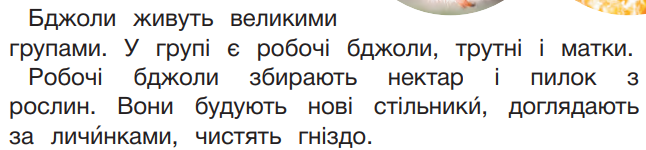 Бджоли живуть великими
групами. У групі є робочі бджоли, трутні і матки.
Робочі бджоли збирають нектар і пилок з
рослин. Вони будують нові стільники́, доглядають
за личи́нками, чистять гніздо.